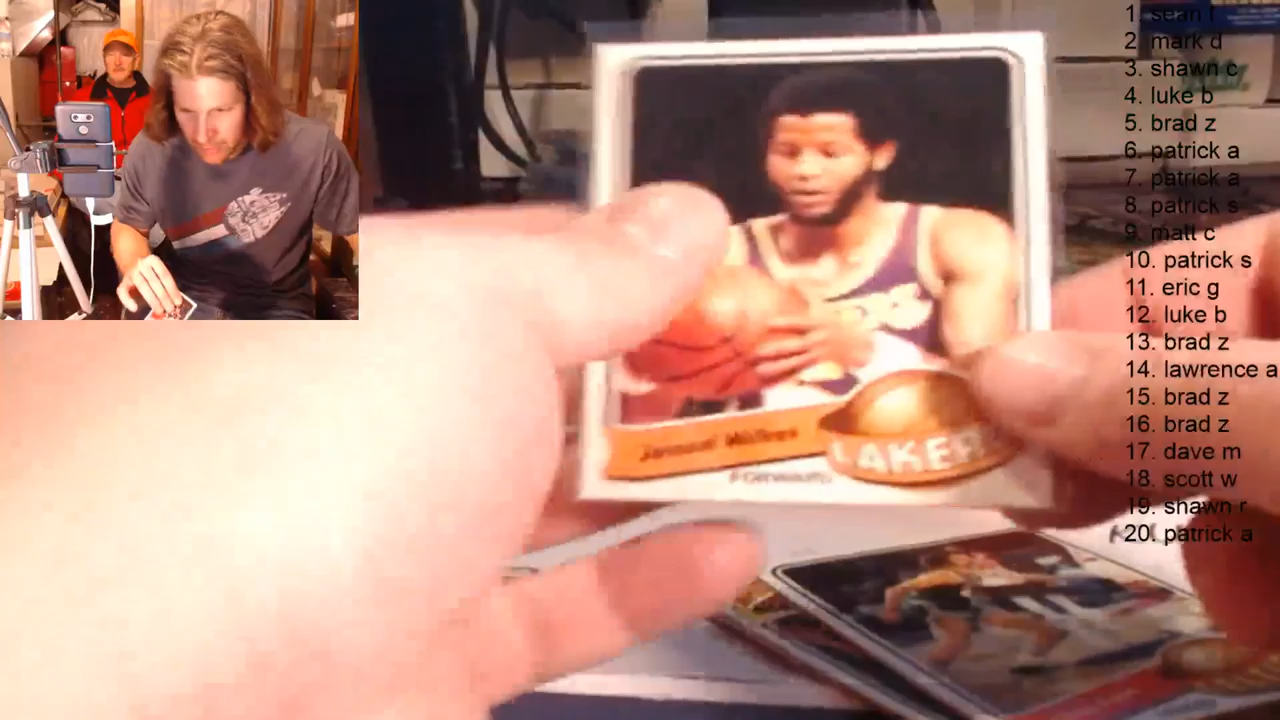 1. sean f
2. mark d
3. shawn c
4. luke b
5. brad z
6. patrick a
7. patrick a
8. patrick s
9. matt c
10. patrick s
11. eric g
12. luke b
13. brad z
14. lawrence a
15. brad z
16. brad z
17. dave m
18. scott w
19. shawn r
20. patrick a
LAKERS
FORWARD